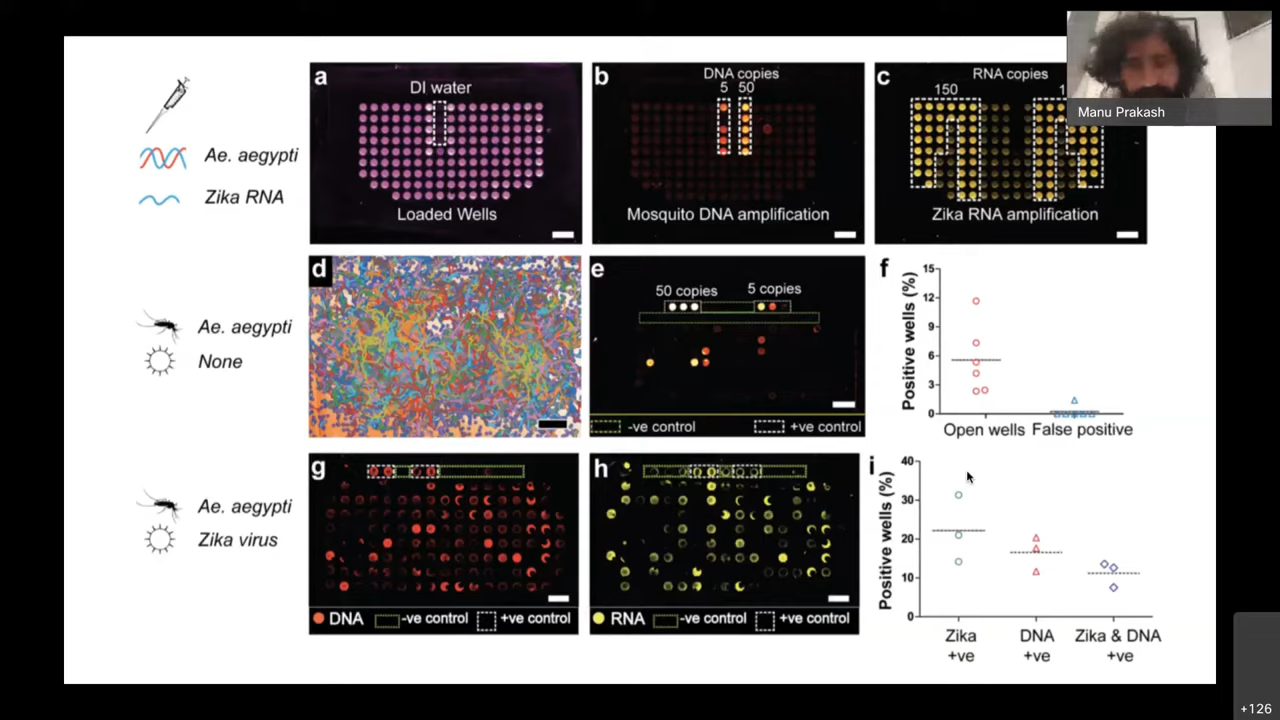 Manu Prakash
a
DI water
Loaded Wells
b
DNA copies
5 50
Mosquito DNA amplification
c
RNA copies
150
1
Zika RNA amplification
Ae. aegypti
Zika RNA
d
e
50 copies
5 copies
-ve control
+ve control
f
Positive wells (%)
15
12
9
6
3
0
Open wells False positive
Ae. aegypti
None
g
DNA
-ve control
+ve control
h
RNA
-ve control
+ve control
i
Positive wells (%)
40
30
20
10
0
Zika
+ve
DNA
+ve
Zika & DNA
+ve
Ae. aegypti
Zika virus
+126